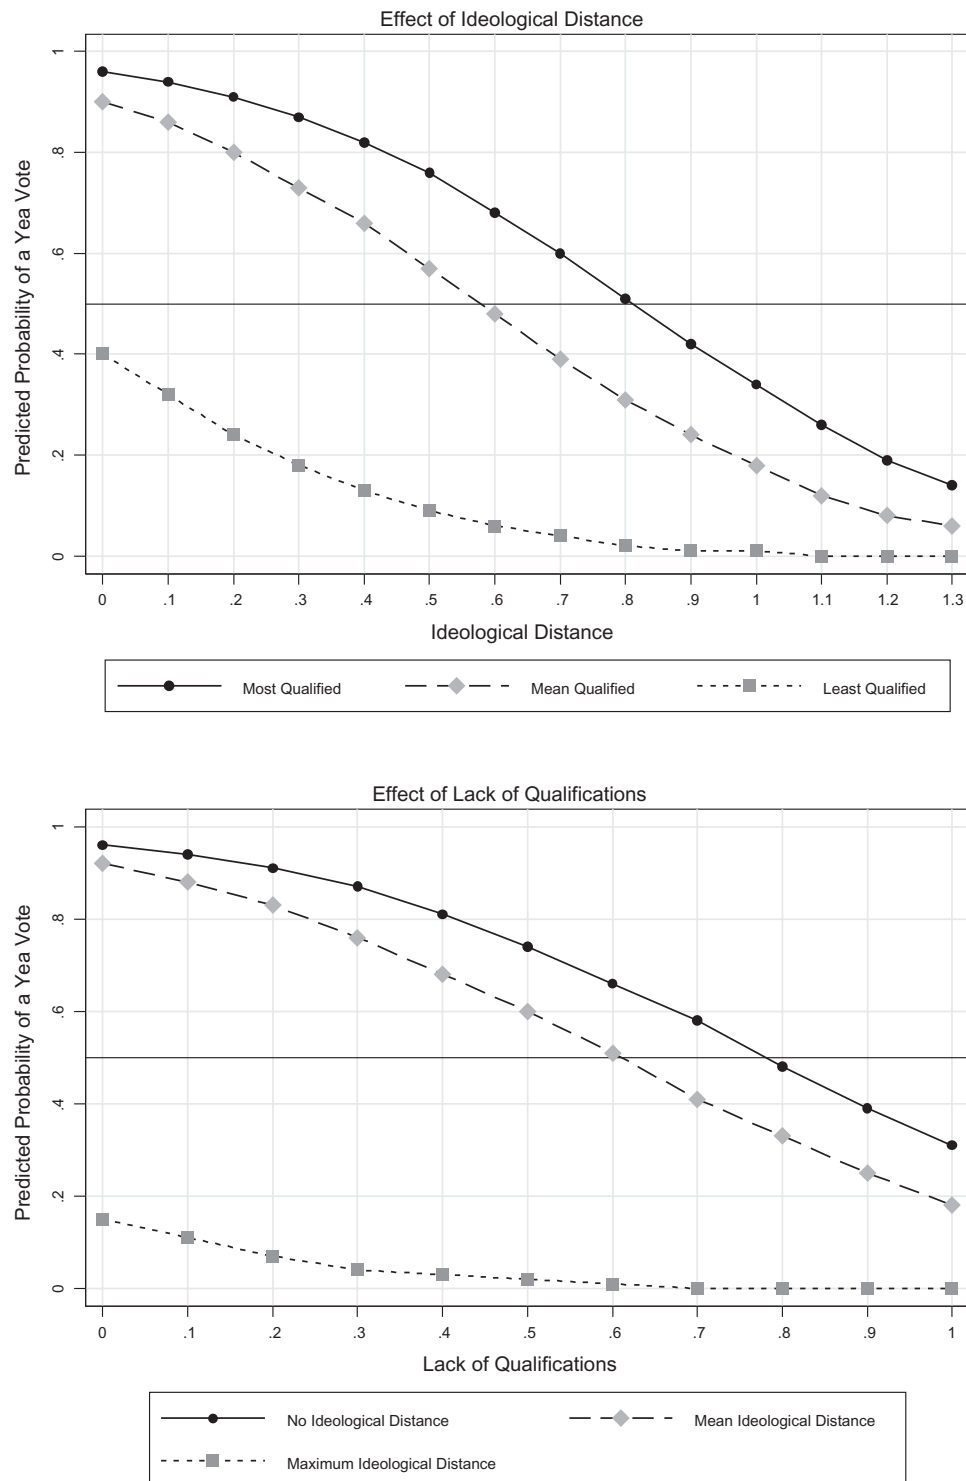 Effect of Ideological Distance
Predicted Probability of a Yea Vote
1
.8
.6
.4
.2
0
0 .1 .2 .3 .4 .5 .6 .7 .8 .9 1 1.1 1.2 1.3
Ideological Distance
Most Qualified Mean Qualified Least Qualified
Effect of Lack of Qualifications
Predicted Probability of a Yea Vote
1
.8
.6
.4
.2
0
0 .1 .2 .3 .4 .5 .6 .7 .8 .9 1
Lack of Qualifications
No Ideological Distance Mean Ideological Distance
Maximum Ideological Distance